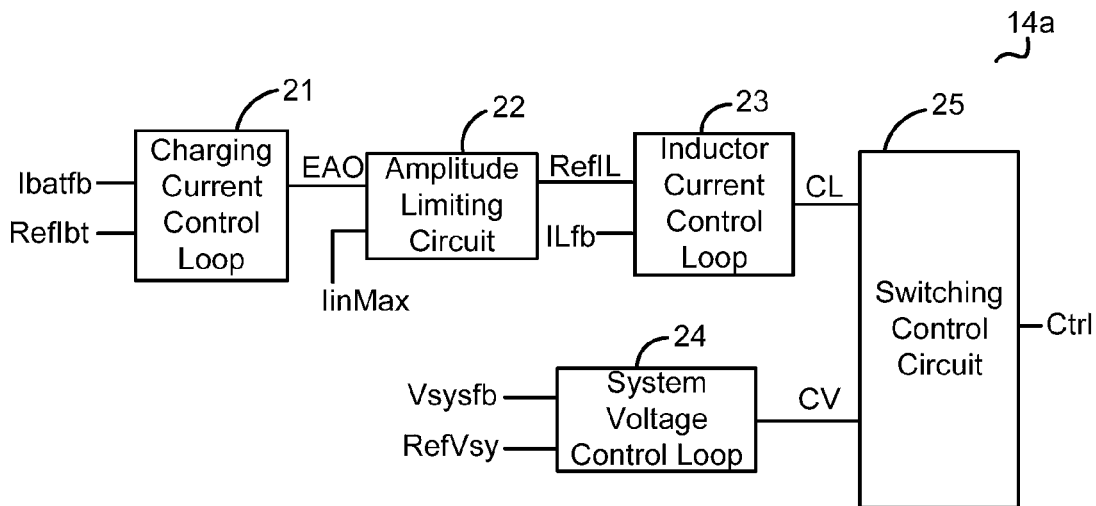 14a
21
22
23
25
Charging
Current
Control
Loop
Ibatfb
RefIbt
EAO
Amplitude
Limiting
Circuit
IinMax
RefIL
ILfb
Inductor
Current
Control
Loop
CL
Switching
Control
Circuit
Ctrl
24
Vsysfb
RefVsy
System
Voltage
Control Loop
CV